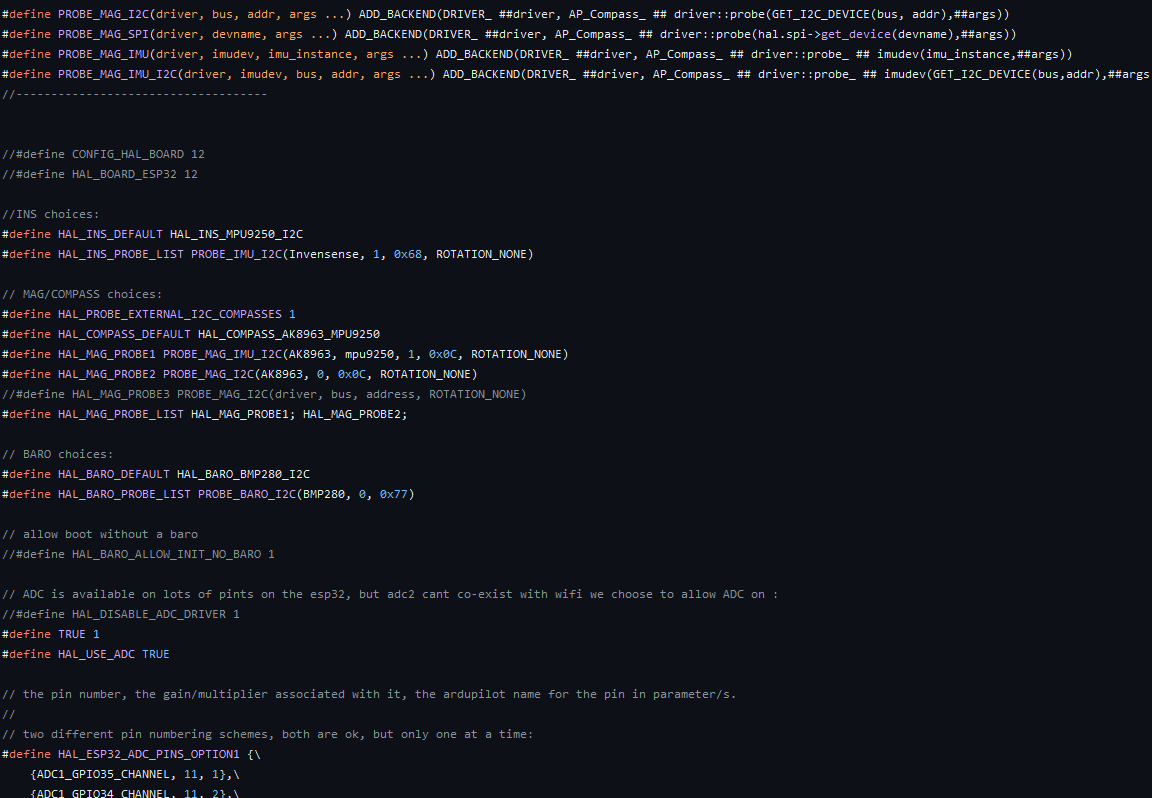 #define PROBE_MAG_I2C(driver, bus, addr, args ...) ADD_BACKEND(DRIVER_ ##driver, AP_Compass_ ## driver::probe(GET_I2C_DEVICE(bus, addr),##args))
#define PROBE_MAG_SPI(driver, devname, args ...) ADD_BACKEND(DRIVER_ ##driver, AP_Compass_ ## driver::probe(hal.spi->get_device(devname),##args))
#define PROBE_MAG_IMU(driver, imudev, imu_instance, args ...) ADD_BACKEND(DRIVER_ ##driver, AP_Compass_ ## driver::probe_ ## imudev(imu_instance,##args))
#define PROBE_MAG_IMU_I2C(driver, imudev, bus, addr, args ...) ADD_BACKEND(DRIVER_ ##driver, AP_Compass_ ## driver::probe_ ## imudev(GET_I2C_DEVICE(bus,addr),##args
//------------------------------------
//#define CONFIG_HAL_BOARD 12
//#define HAL_BOARD_ESP32 12
//INS choices:
#define HAL_INS_DEFAULT HAL_INS_MPU9250_I2C
#define HAL_INS_PROBE_LIST PROBE_IMU_I2C(Invensense, 1, 0x68, ROTATION_NONE)
// MAG/COMPASS choices:
#define HAL_PROBE_EXTERNAL_I2C_COMPASSES 1
#define HAL_COMPASS_DEFAULT HAL_COMPASS_AK8963_MPU9250
#define HAL_MAG_PROBE1 PROBE_MAG_IMU_I2C(AK8963, mpu9250, 1, 0x0C, ROTATION_NONE)
#define HAL_MAG_PROBE2 PROBE_MAG_I2C(AK8963, 0, 0x0C, ROTATION_NONE)
//#define HAL_MAG_PROBE3 PROBE_MAG_I2C(driver, bus, address, ROTATION_NONE)
#define HAL_MAG_PROBE_LIST HAL_MAG_PROBE1; HAL_MAG_PROBE2;
// BARO choices:
#define HAL_BARO_DEFAULT HAL_BARO_BMP280_I2C
#define HAL_BARO_PROBE_LIST PROBE_BARO_I2C(BMP280, 0, 0x77)
// allow boot without a baro
//#define HAL_BARO_ALLOW_INIT_NO_BARO 1
// ADC is available on lots of pints on the esp32, but adc2 cant co-exist with wifi we choose to allow ADC on :
//#define HAL_DISABLE_ADC_DRIVER 1
#define TRUE 1
#define HAL_USE_ADC TRUE
// the pin number, the gain/multiplier associated with it, the ardupilot name for the pin in parameter/s.
//
// two different pin numbering schemes, both are ok, but only one at a time:
#define HAL_ESP32_ADC_PINS_OPTION1 {\
{ADC1_GPIO35_CHANNEL, 11, 1},\
{ADC1_GPIO34_CHANNEL, 11, 2},\